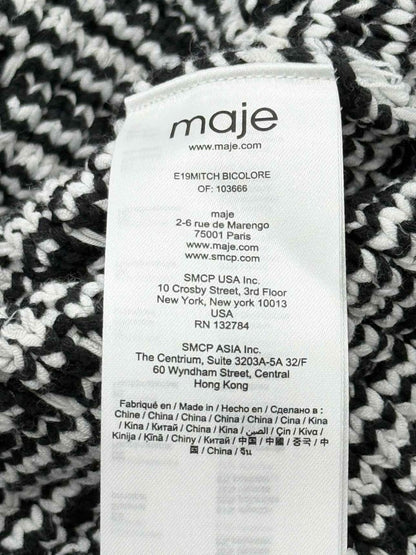 maje
www.maje.com
E19MITCH BICOLORE
OF: 103666
maje
2-6 rue de Marengo
75001 Paris
www.maje.com
www.smcp.com
SMCP USA Inc.
10 Crosby Street, 3rd Floor
New York, New york 10013
USA
RN 132784
SMCP ASIA Inc.
The Centrium, Suite 3203A-5A 32/F
60 Wyndham Street, Central
Hong Kong
Fabriqué en / Made in / Hecho en / Сделано в :
Chine / China / China / China / China / Cina / Kina
/ Kina / Китай / China / Kina / الصين / Çin / Κίνα /
Kinija / Ķīnā / Chiny / Китай / 中国 / 中國 / 중국 / 中
国 / China / จีน